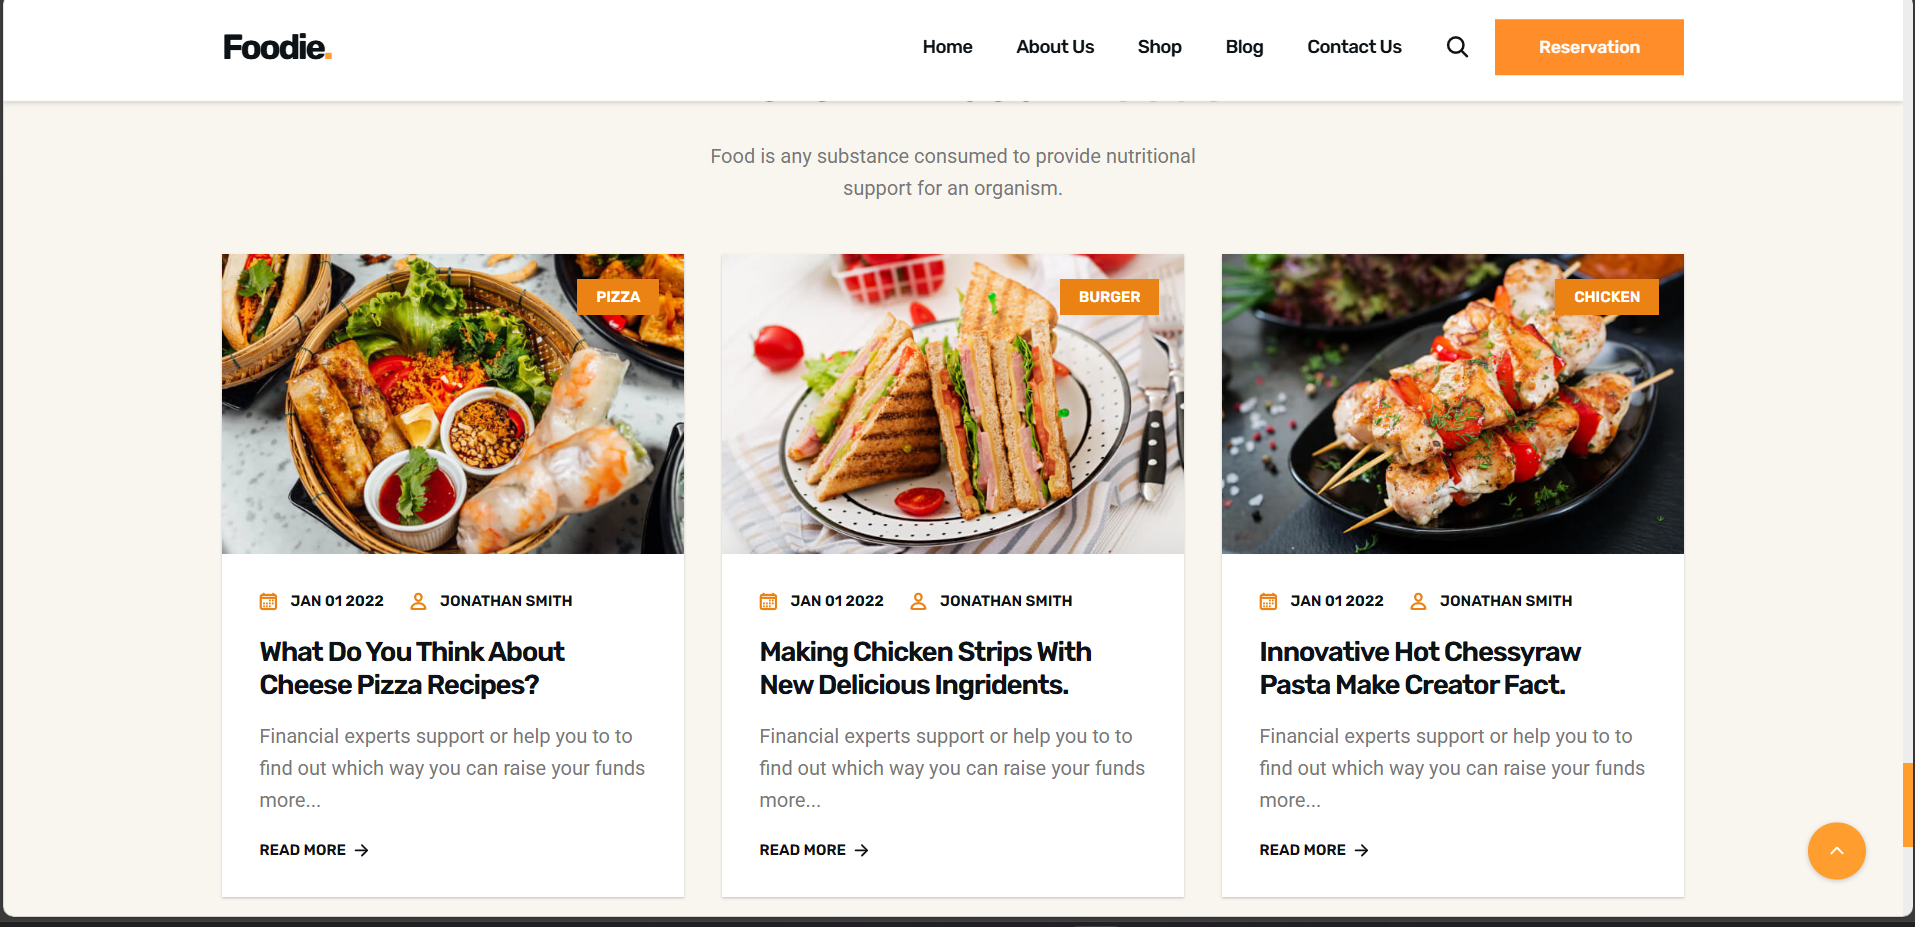 Foodie.
Home
About Us
Shop
Blog
Contact Us
Reservation
Food is any substance consumed to provide nutritional
support for an organism.
PIZZA
JAN 01 2022
JONATHAN SMITH
What Do You Think About
Cheese Pizza Recipes?
Financial experts support or help you to to
find out which way you can raise your funds
more...
READ MORE
BURGER
JAN 01 2022
JONATHAN SMITH
Making Chicken Strips With
New Delicious Ingridents.
Financial experts support or help you to to
find out which way you can raise your funds
more...
READ MORE
CHICKEN
JAN 01 2022
JONATHAN SMITH
Innovative Hot Chessyraw
Pasta Make Creator Fact.
Financial experts support or help you to to
find out which way you can raise your funds
more...
READ MORE